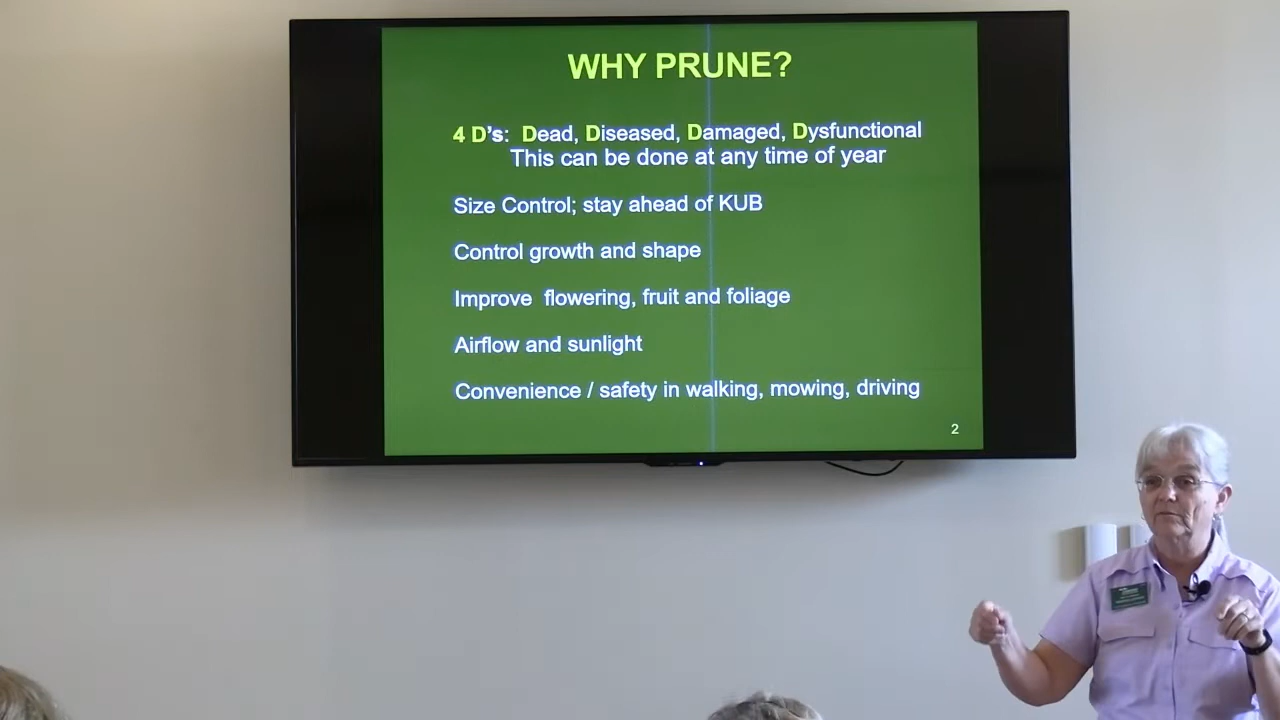 WHY PRUNE?
4 D's: Dead, Diseased, Damaged, Dysfunctional
This can be done at any time of year
Size Control; stay ahead of KUB
Control growth and shape
Improve flowering, fruit and foliage
Airflow and sunlight
Convenience / safety in walking, mowing, driving
2